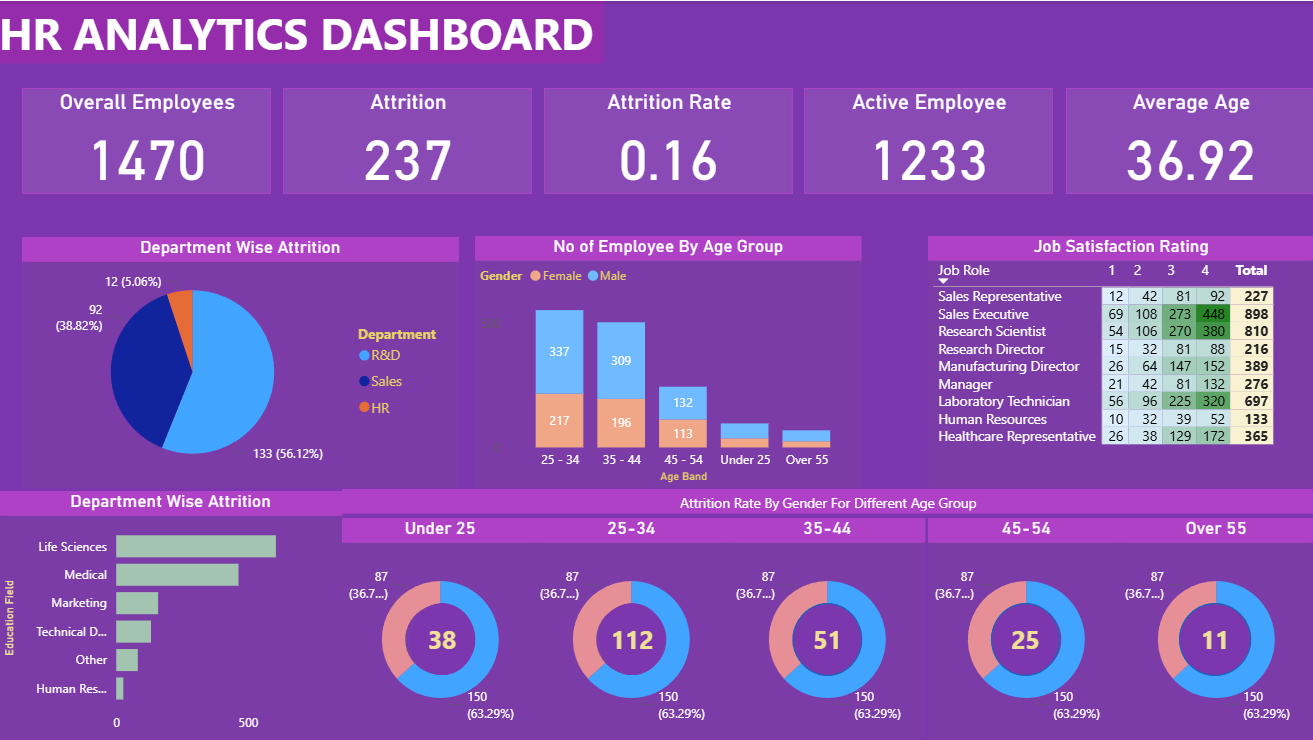 HR ANALYTICS DASHBOARD
Overall Employees
1470
Attrition
237
Attrition Rate
0.16
Active Employee
1233
Average Age
36.92
Department Wise Attrition
12 (5.06%)
92
(38.82%)
133 (56.12%)
Department
R&D
Sales
HR
No of Employee By Age Group
Gender Female Male
337 309 132
217 196 113
25 - 34 35 - 44 45 - 54 Under 25 Over 55
Age Band
Job Satisfaction Rating
Job Role 1 2 3 4 Total
Sales Representative 12 42 81 92 227
Sales Executive 69 108 273 448 898
Research Scientist 54 106 270 380 810
Research Director 15 32 81 88 216
Manufacturing Director 26 64 147 152 389
Manager 21 42 81 132 276
Laboratory Technician 56 96 225 320 697
Human Resources 10 32 39 52 133
Healthcare Representative 26 38 129 172 365
Department Wise Attrition
Education Field
Life Sciences
Medical
Marketing
Technical D...
Other
Human Res...
0 500
Attrition Rate By Gender For Different Age Group
Under 25
87
(36.7...)
38
150
(63.29%)
25-34
87
(36.7...)
112
150
(63.29%)
35-44
87
(36.7...)
51
150
(63.29%)
45-54
87
(36.7...)
25
150
(63.29%)
Over 55
87
(36.7...)
11
150
(63.29%)